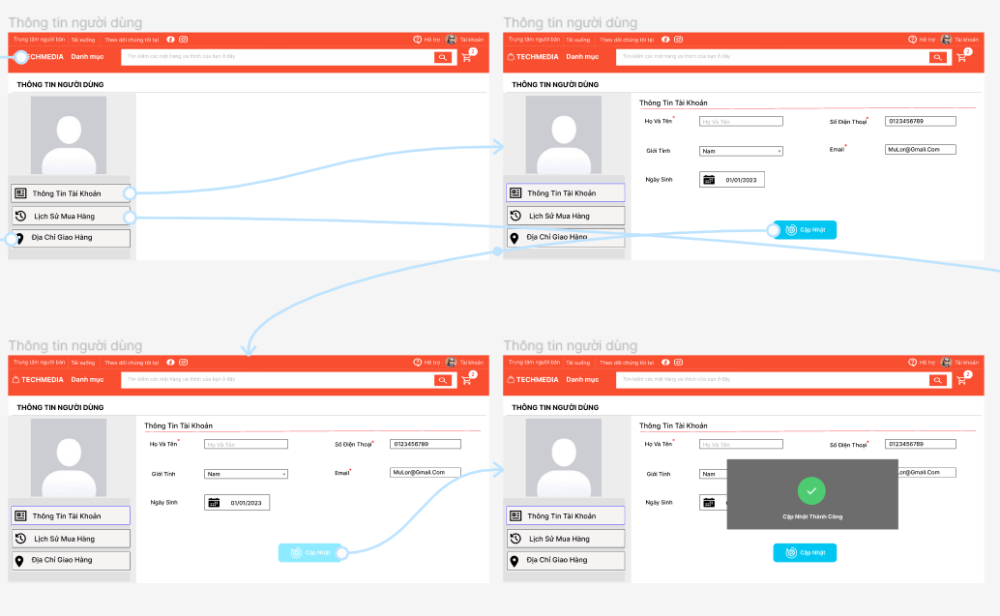 Thông tin người dùng
Trung tâm người bán Tải xuống Theo dõi chúng tôi tại Hỗ trợ Tài khoản
TECHMEDIA Danh mục Tìm kiếm các mặt hàng ưa thích của bạn ở đây 2
THÔNG TIN NGƯỜI DÙNG
Thông Tin Tài Khoản
Lịch Sử Mua Hàng
Địa Chỉ Giao Hàng
Thông tin người dùng
Trung tâm người bán Tải xuống Theo dõi chúng tôi tại Hỗ trợ Tài khoản
TECHMEDIA Danh mục Tìm kiếm các mặt hàng ưa thích của bạn ở đây 2
THÔNG TIN NGƯỜI DÙNG
Thông Tin Tài Khoản
Họ Và Tên* Họ Và Tên Số Điện Thoại* 0123456789
Giới Tính Nam Email* MuLor@Gmail.Com
Ngày Sinh 01/01/2023
Thông Tin Tài Khoản
Lịch Sử Mua Hàng
Địa Chỉ Giao Hàng
Cập Nhật
Thông tin người dùng
Trung tâm người bán Tải xuống Theo dõi chúng tôi tại Hỗ trợ Tài khoản
TECHMEDIA Danh mục Tìm kiếm các mặt hàng ưa thích của bạn ở đây 2
THÔNG TIN NGƯỜI DÙNG
Thông Tin Tài Khoản
Họ Và Tên* Họ Và Tên Số Điện Thoại* 0123456789
Giới Tính Nam Email* MuLor@Gmail.Com
Ngày Sinh 01/01/2023
Thông Tin Tài Khoản
Lịch Sử Mua Hàng
Địa Chỉ Giao Hàng
Cập Nhật
Thông tin người dùng
Trung tâm người bán Tải xuống Theo dõi chúng tôi tại Hỗ trợ Tài khoản
TECHMEDIA Danh mục Tìm kiếm các mặt hàng ưa thích của bạn ở đây 2
THÔNG TIN NGƯỜI DÙNG
Thông Tin Tài Khoản
Họ Và Tên* Họ Và Tên Số Điện Thoại* 0123456789
Giới Tính Nam lor@Gmail.Com
Ngày Sinh
Cập Nhật Thành Công
Thông Tin Tài Khoản
Lịch Sử Mua Hàng
Địa Chỉ Giao Hàng
Cập Nhật